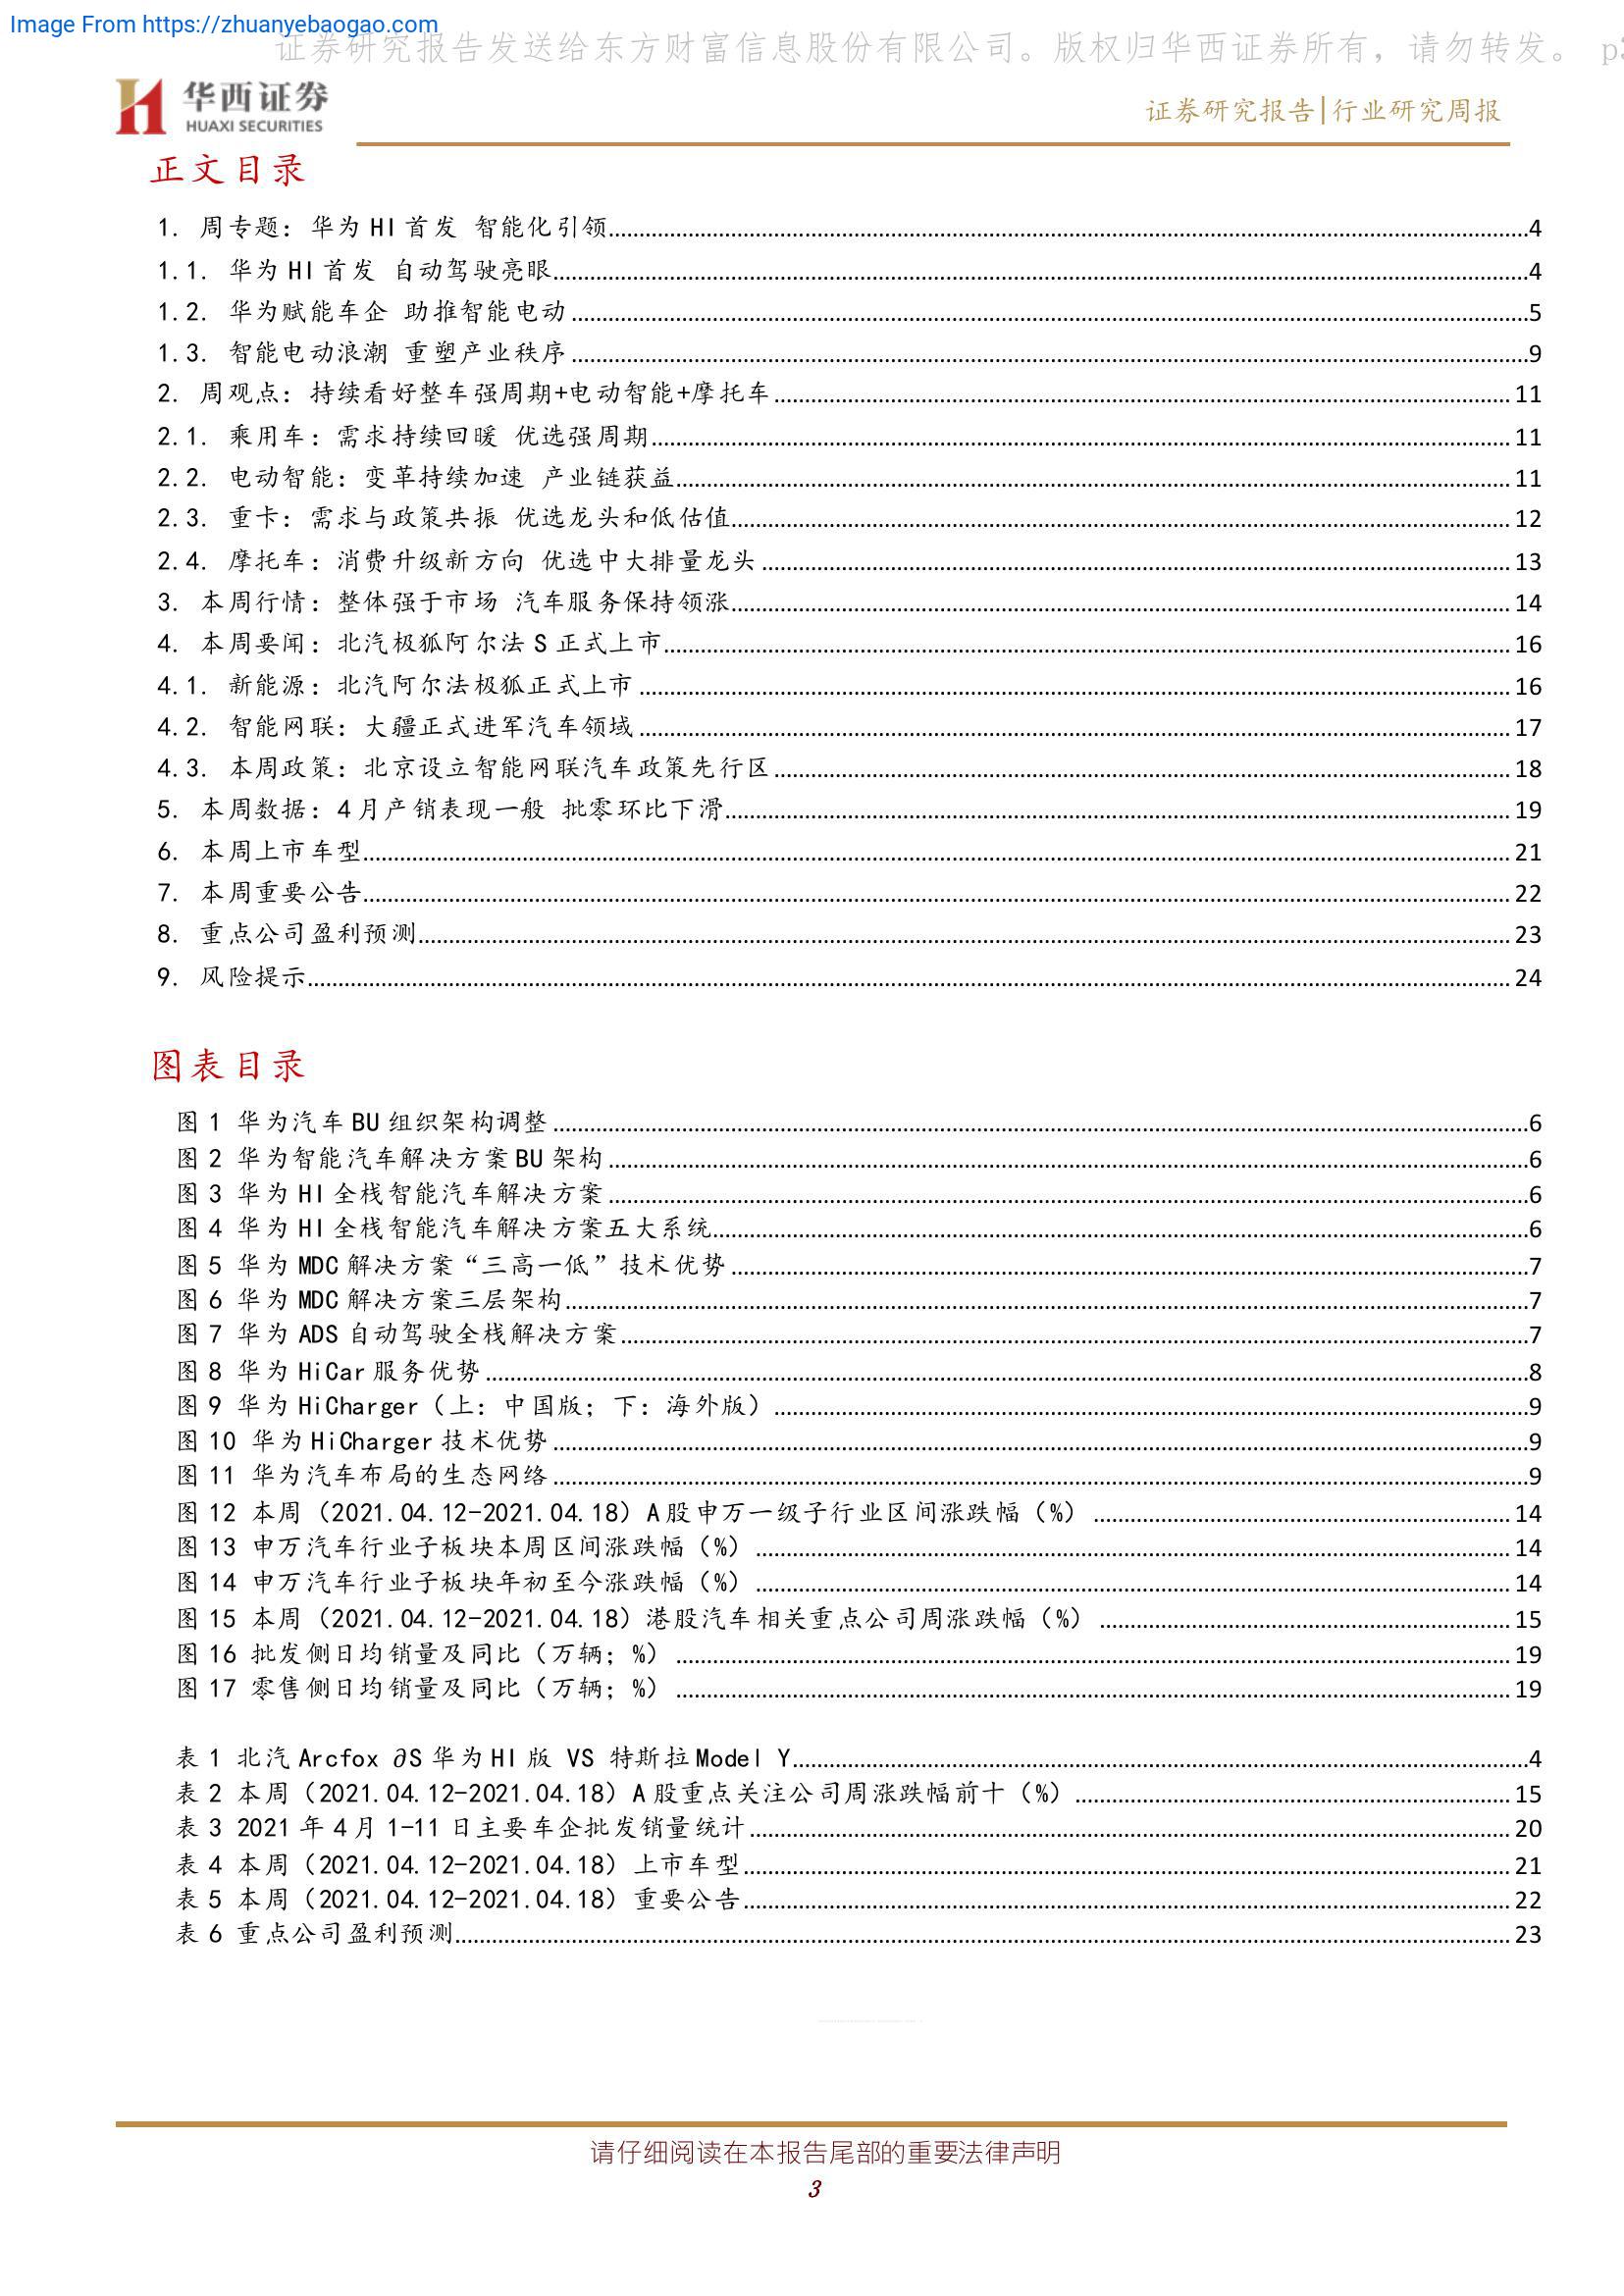 Image From https://zhuanyebaogao.com
证券研究报告发送给东方财富信息股份有限公司。版权归华西证券所有，请勿转发。 p3
华西证券
HUAXI SECURITIES
证券研究报告|行业研究周报
正文目录
1. 周专题：华为 HI 首发 智能化引领 4
1.1. 华为 HI 首发 自动驾驶亮眼 4
1.2. 华为赋能车企 助推智能电动 5
1.3. 智能电动浪潮 重塑产业秩序 9
2. 周观点：持续看好整车强周期+电动智能+摩托车 11
2.1. 乘用车：需求持续回暖 优选强周期 11
2.2. 电动智能：变革持续加速 产业链获益 11
2.3. 重卡：需求与政策共振 优选龙头和低估值 12
2.4. 摩托车：消费升级新方向 优选中大排量龙头 13
3. 本周行情：整体强于市场 汽车服务保持领涨 14
4. 本周要闻：北汽极狐阿尔法 S 正式上市 16
4.1. 新能源：北汽阿尔法极狐正式上市 16
4.2. 智能网联：大疆正式进军汽车领域 17
4.3. 本周政策：北京设立智能网联汽车政策先行区 18
5. 本周数据：4 月产销表现一般 批零环比下滑 19
6. 本周上市车型 21
7. 本周重要公告 22
8. 重点公司盈利预测 23
9. 风险提示 24
图表目录
图 1 华为汽车 BU 组织架构调整 6
图 2 华为智能汽车解决方案 BU 架构 6
图 3 华为 HI 全栈智能汽车解决方案 6
图 4 华为 HI 全栈智能汽车解决方案五大系统 6
图 5 华为 MDC 解决方案“三高一低”技术优势 7
图 6 华为 MDC 解决方案三层架构 7
图 7 华为 ADS 自动驾驶全栈解决方案 7
图 8 华为 HiCar 服务优势 8
图 9 华为 HiCharger（上：中国版；下：海外版） 9
图 10 华为 HiCharger 技术优势 9
图 11 华为汽车布局的生态网络 9
图 12 本周（2021.04.12-2021.04.18）A 股申万一级子行业区间涨跌幅（%） 14
图 13 申万汽车行业子板块本周区间涨跌幅（%） 14
图 14 申万汽车行业子板块年初至今涨跌幅（%） 14
图 15 本周（2021.04.12-2021.04.18）港股汽车相关重点公司周涨跌幅（%） 15
图 16 批发侧日均销量及同比（万辆；%） 19
图 17 零售侧日均销量及同比（万辆；%） 19
表 1 北汽 Arcfox ∂S 华为 HI 版 VS 特斯拉 Model Y 4
表 2 本周（2021.04.12-2021.04.18）A 股重点关注公司周涨跌幅前十（%） 15
表 3 2021 年 4 月 1-11 日主要车企批发销量统计 20
表 4 本周（2021.04.12-2021.04.18）上市车型 21
表 5 本周（2021.04.12-2021.04.18）重要公告 22
表 6 重点公司盈利预测 23
请仔细阅读在本报告尾部的重要法律声明
3